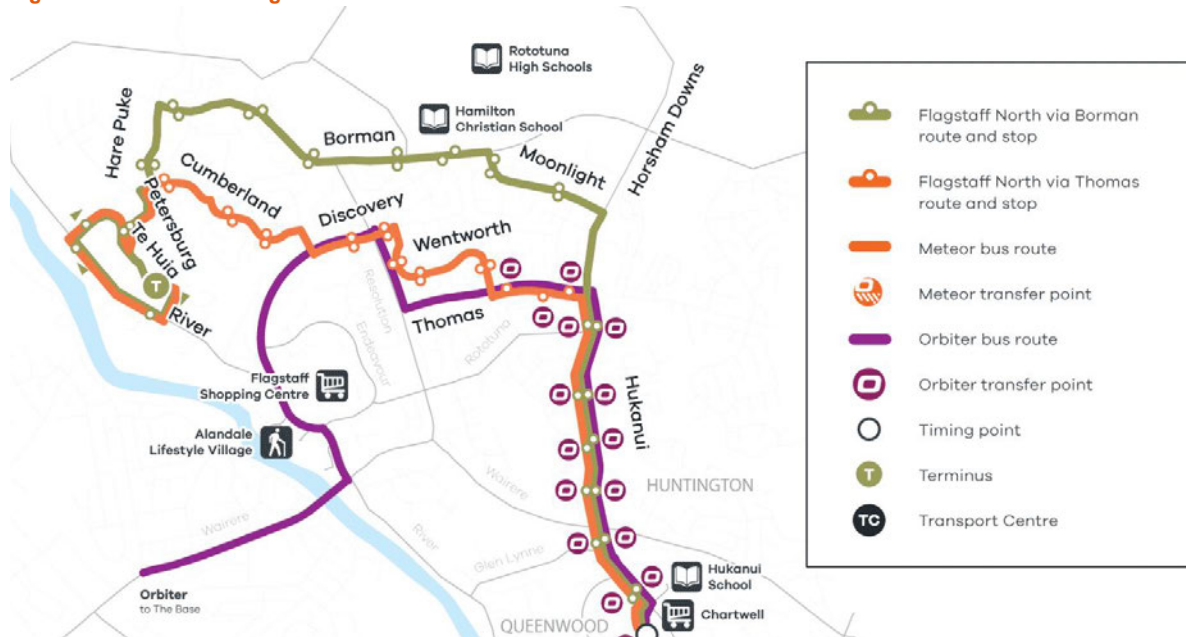 Rototuna
High Schools
Hamilton
Christian School
Horsham Downs
Hare Puke
Borman
Moonlight
Cumberland
Petersburg
Te Huia
Discovery
Wentworth
T
River
Thomas
Resolution
Endeavour
Rototuna
Hukanui
Flagstaff
Shopping Centre
Alandale
Lifestyle Village
Wairere
HUNTINGTON
Wairere
River
Glen Lynne
Orbiter
to The Base
Hukanui
School
Chartwell
QUEENWOOD
Flagstaff North via Borman
route and stop
Flagstaff North via Thomas
route and stop
Meteor bus route
Meteor transfer point
Orbiter bus route
Orbiter transfer point
Timing point
T
Terminus
TC
Transport Centre